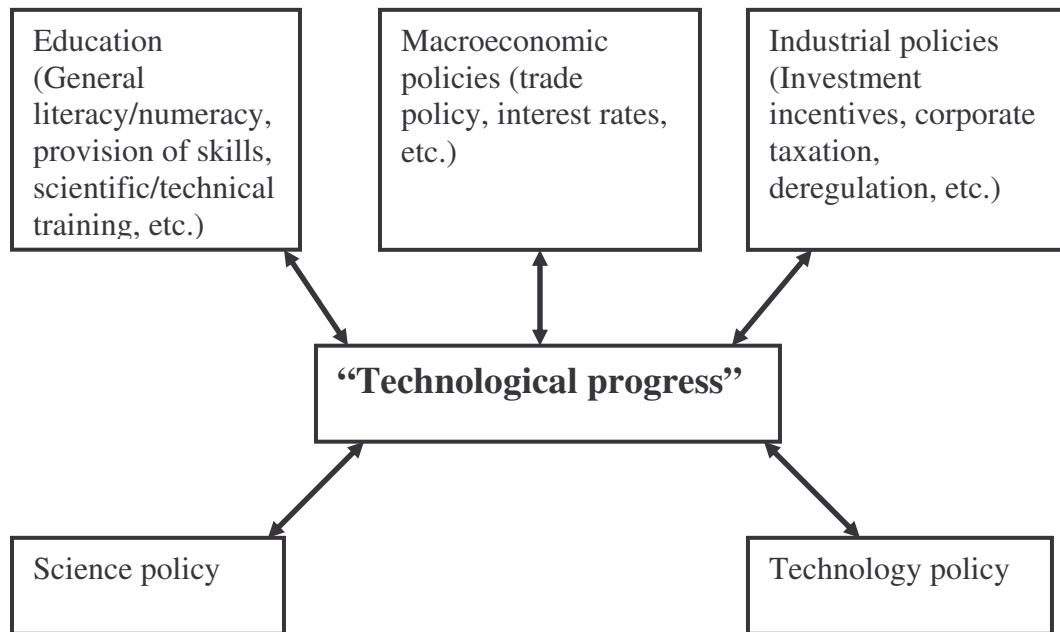 Education
(General
literacy/numeracy,
provision of skills,
scientific/technical
training, etc.)
Macroeconomic
policies (trade
policy, interest rates,
etc.)
Industrial policies
(Investment
incentives, corporate
taxation,
deregulation, etc.)
“Technological progress”
Science policy
Technology policy